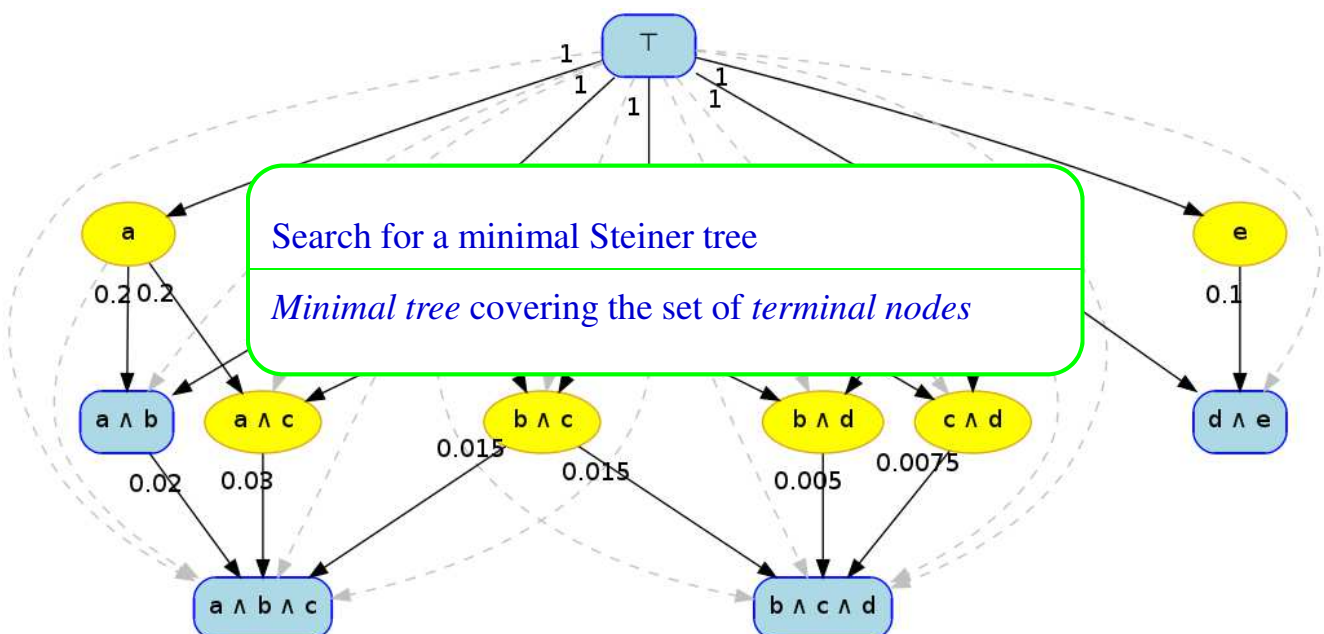 ⊤
1
1
1
1
1
a
e
Search for a minimal Steiner tree
Minimal tree covering the set of terminal nodes
0.2
0.2
0.1
a ∧ b
a ∧ c
b ∧ c
b ∧ d
c ∧ d
d ∧ e
0.02
0.03
0.015
0.015
0.005
0.0075
a ∧ b ∧ c
b ∧ c ∧ d